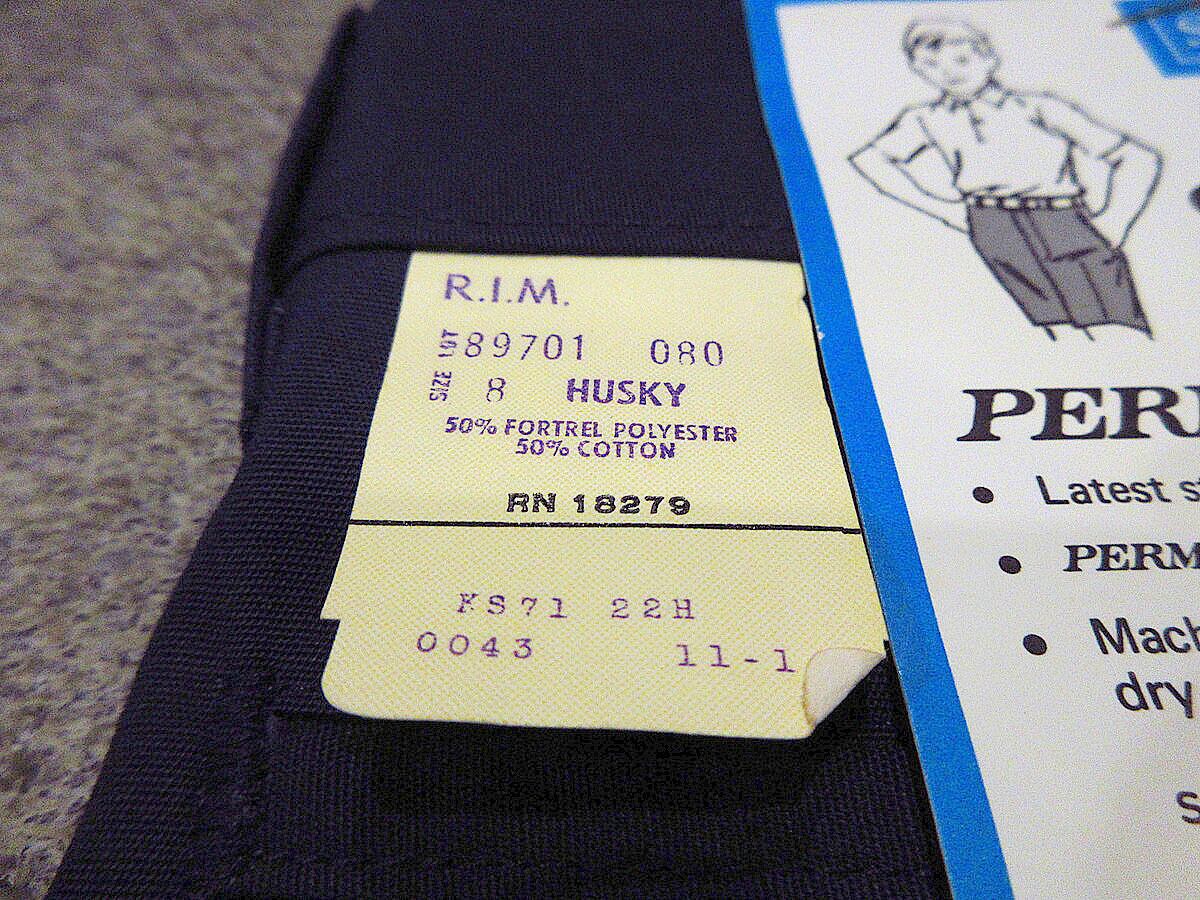 R.I.M.
LOT 89701 080
SIZE 8 HUSKY
50% FORTREL POLYESTER
50% COTTON
RN 18279
FS71 22H
0043 11-1
PER
• Latest s
• PERM
• Mach
dry
S